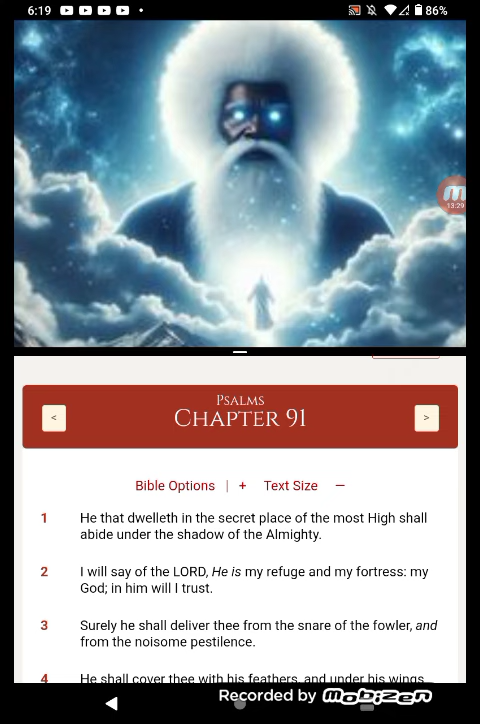 6:19
86%
13:29
PSALMS
CHAPTER 91
<
>
Bible Options | + Text Size —
1 He that dwelleth in the secret place of the most High shall
abide under the shadow of the Almighty.
2 I will say of the LORD, He is my refuge and my fortress: my
God; in him will I trust.
3 Surely he shall deliver thee from the snare of the fowler, and
from the noisome pestilence.
4 He shall cover thee with his feathers, and under his wings
Recorded by mobizen